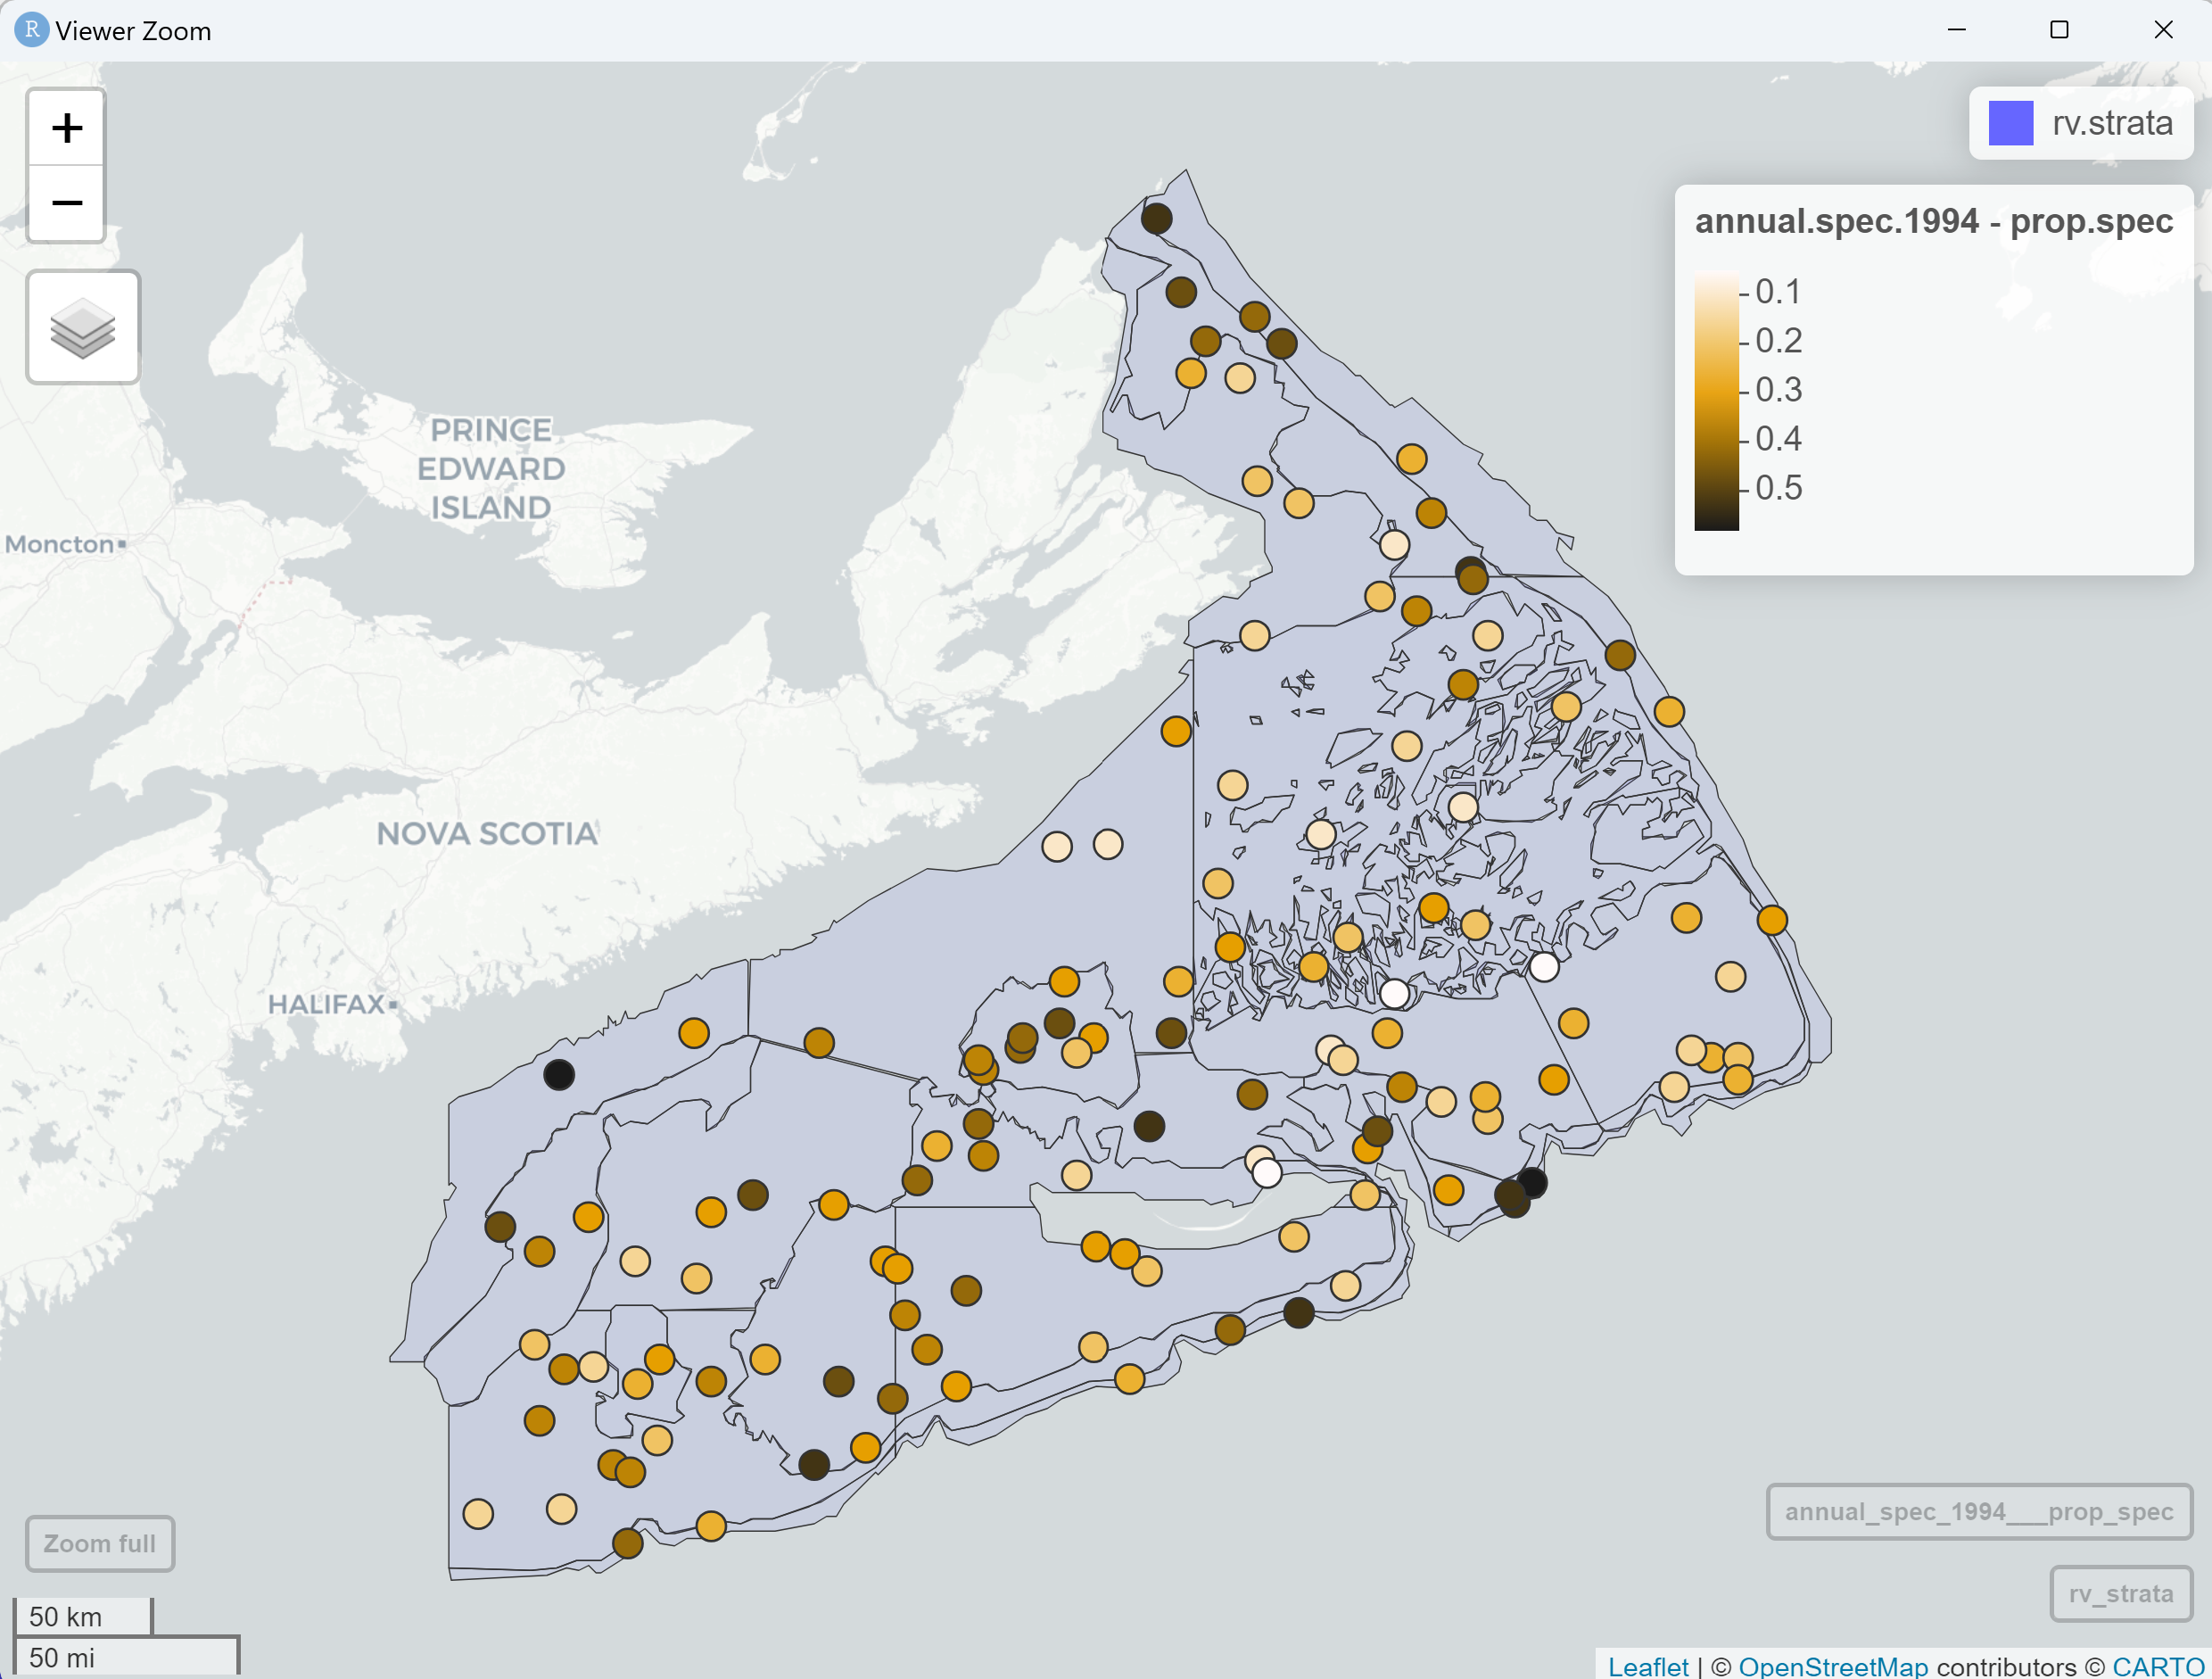 R Viewer Zoom
+
−
rv.strata
annual.spec.1994 - prop.spec
0.1
0.2
0.3
0.4
0.5
PRINCE
EDWARD
ISLAND
Moncton
NOVA SCOTIA
HALIFAX
Zoom full
annual_spec_1994___prop_spec
rv_strata
50 km
50 mi
Leaflet | © OpenStreetMap contributors © CARTO